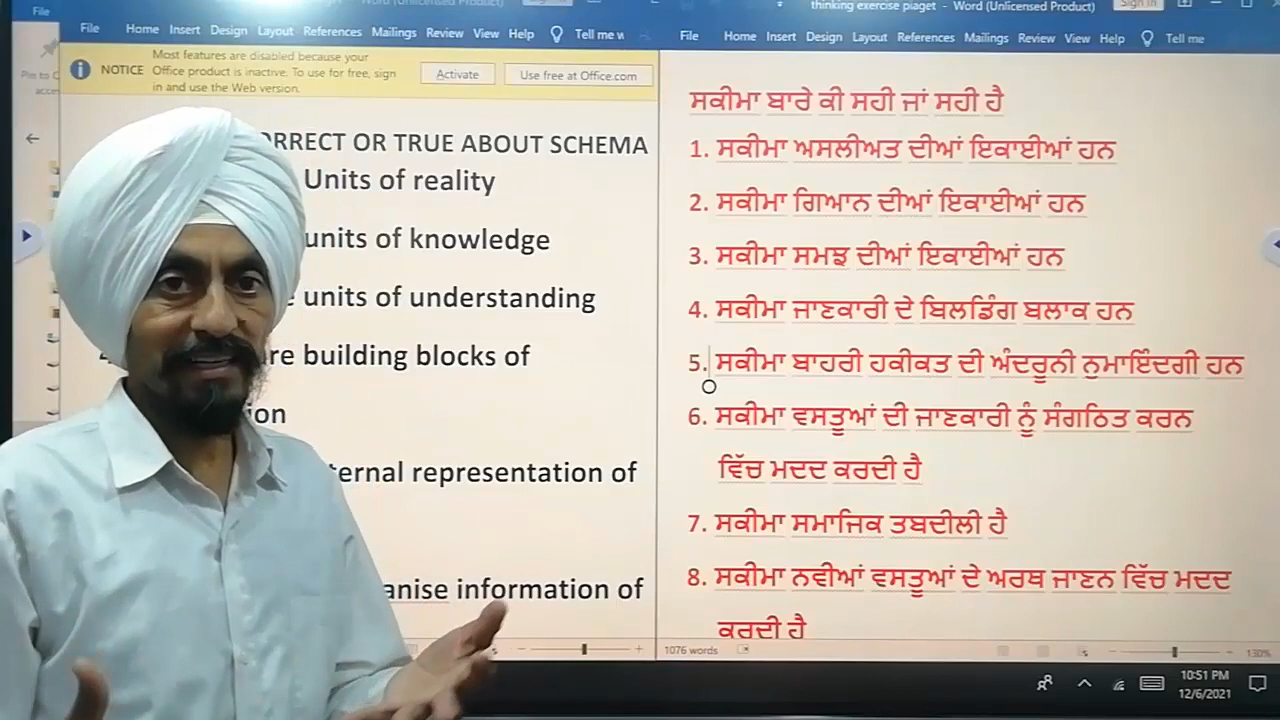 File
thinking exercise piaget - Word (Unlicensed Product)
Sign in
File Home Insert Design Layout References Mailings Review View Help Tell me
File Home Insert Design Layout References Mailings Review View Help Tell me
NOTICE Most features are disabled because your
Office product is inactive. To use for free, sign
in and use the Web version.
Activate
Use free at Office.com
ORRECT OR TRUE ABOUT SCHEMA
Units of reality
units of knowledge
units of understanding
re building blocks of
ion
ternal representation of
anise information of
ਸਕੀਮਾ ਬਾਰੇ ਕੀ ਸਹੀ ਜਾਂ ਸਹੀ ਹੈ
1. ਸਕੀਮਾ ਅਸਲੀਅਤ ਦੀਆਂ ਇਕਾਈਆਂ ਹਨ
2. ਸਕੀਮਾ ਗਿਆਨ ਦੀਆਂ ਇਕਾਈਆਂ ਹਨ
3. ਸਕੀਮਾ ਸਮਝ ਦੀਆਂ ਇਕਾਈਆਂ ਹਨ
4. ਸਕੀਮਾ ਜਾਣਕਾਰੀ ਦੇ ਬਿਲਡਿੰਗ ਬਲਾਕ ਹਨ
5. ਸਕੀਮਾ ਬਾਹਰੀ ਹਕੀਕਤ ਦੀ ਅੰਦਰੂਨੀ ਨੁਮਾਇੰਦਗੀ ਹਨ
6. ਸਕੀਮਾ ਵਸਤੂਆਂ ਦੀ ਜਾਣਕਾਰੀ ਨੂੰ ਸੰਗਠਿਤ ਕਰਨ
ਵਿੱਚ ਮਦਦ ਕਰਦੀ ਹੈ
7. ਸਕੀਮਾ ਸਮਾਜਿਕ ਤਬਦੀਲੀ ਹੈ
8. ਸਕੀਮਾ ਨਵੀਆਂ ਵਸਤੂਆਂ ਦੇ ਅਰਥ ਜਾਣਨ ਵਿੱਚ ਮਦਦ
ਕਰਦੀ ਹੈ
1076 words
130%
10:51 PM
12/6/2021